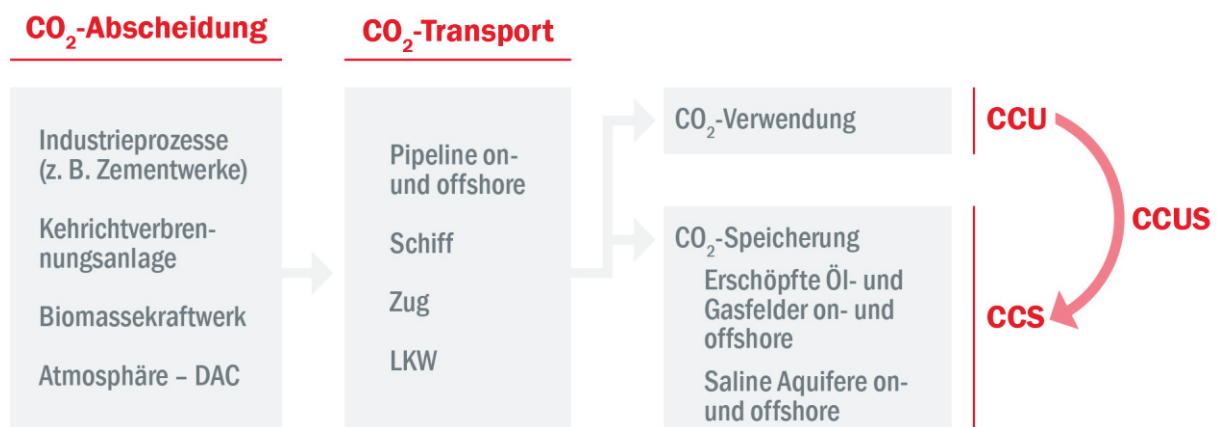 CO₂-Abscheidung
Industrieprozesse
(z. B. Zementwerke)
Kehrichtverbren-
nungsanlage
Biomassekraftwerk
Atmosphäre – DAC
CO₂-Transport
Pipeline on-
und offshore
Schiff
Zug
LKW
CO₂-Verwendung
CCU
CO₂-Speicherung
Erschöpfte Öl- und
Gasfelder on- und
offshore
Saline Aquifere on-
und offshore
CCS
CCUS